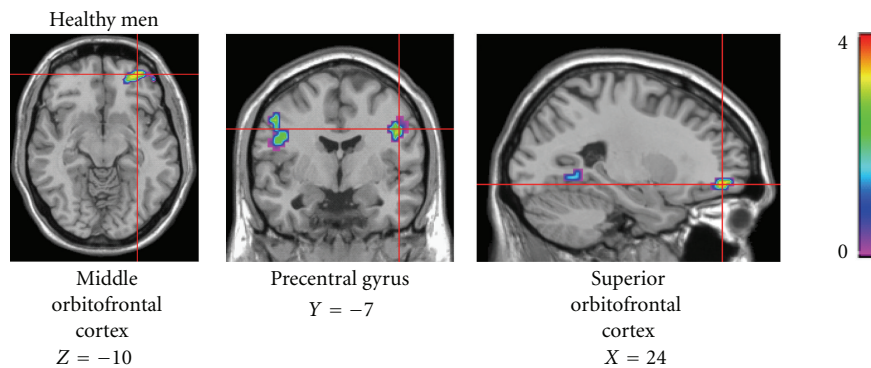 Healthy men
4
0
Middle
orbitofrontal
cortex
Z = −10
Precentral gyrus
Y = −7
Superior
orbitofrontal
cortex
X = 24